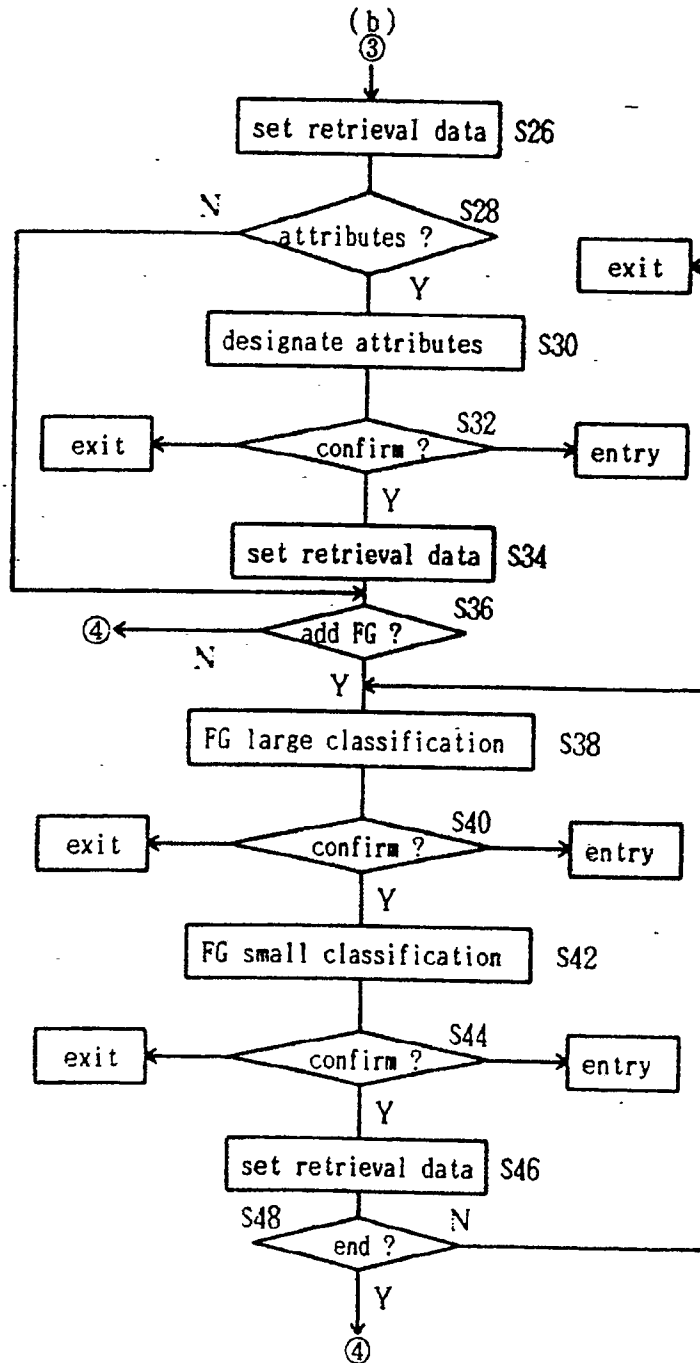 (b)
③
set retrieval data S26
N S28
attributes ?
exit
Y
designate attributes S30
S32
exit confirm ? entry
Y
set retrieval data S34
S36
④ add FG ?
N
Y
FG large classification S38
S40
exit confirm ? entry
Y
FG small classification S42
S44
exit confirm ? entry
Y
set retrieval data S46
S48 N
end ?
Y
④